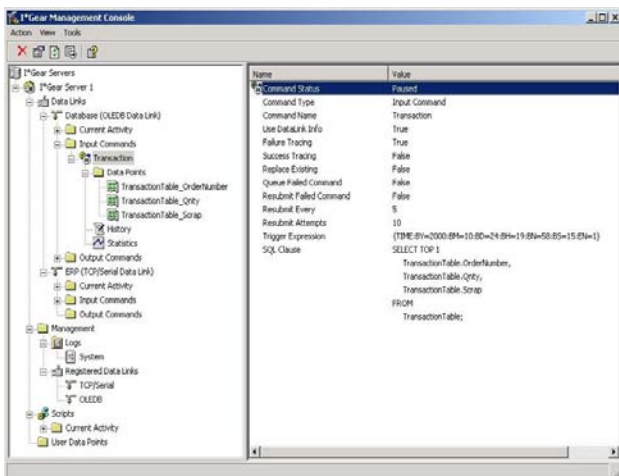 I*Gear Management Console
Action View Tools
I*Gear Servers
I*Gear Server 1
Data Links
Database (OLEDB Data Link)
Current Activity
Input Commands
Transaction
Data Points
TransactionTable_OrderNumber
TransactionTable_Qnty
TransactionTable_Scrap
History
Statistics
Output Commands
ERP (TCP/Serial Data Link)
Current Activity
Input Commands
Output Commands
Management
Logs
System
Registered Data Links
TCP/Serial
OLEDB
Scripts
Current Activity
User Data Points
Name Value
Command Status Paused
Command Type Input Command
Command Name Transaction
Use DataLink Info True
Failure Tracing True
Success Tracing False
Replace Existing False
Queue Failed Command False
Resubmit Failed Command False
Resubmit Every 5
Resubmit Attempts 10
Trigger Expression {TIME:BY=2000:BM=10:BD=24:BH=19:BN=58:BS=15:EN=1}
SQL Clause SELECT TOP 1
TransactionTable.OrderNumber,
TransactionTable.Qnty,
TransactionTable.Scrap
FROM
TransactionTable;